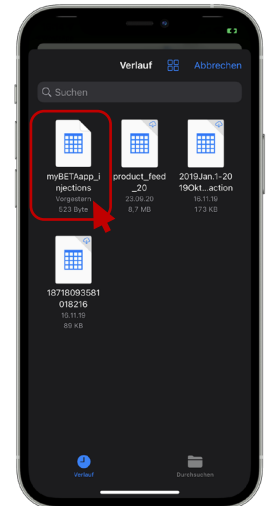 Verlauf
Abbrechen
Suchen
myBETAapp_i
njections
Vorgestern
523 Byte
product_feed
_20
23.09.20
8,7 MB
2019Jan.1-20
19Okt...action
16.11.19
173 KB
18718093581
018216
16.11.19
89 KB
Verlauf
Durchsuchen